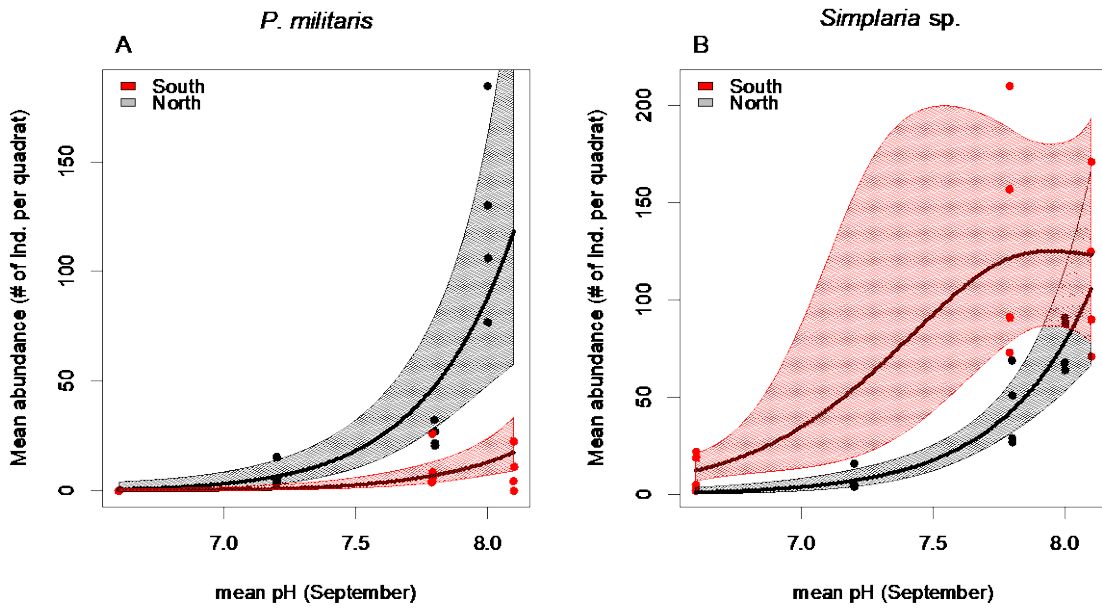 P. militaris
A
South
North
150
100
50
0
Mean abundance (# of Ind. per quadrat)
7.0 7.5 8.0
mean pH (September)
Simplaria sp.
B
South
North
200
150
100
50
0
Mean abundance (# of Ind. per quadrat)
7.0 7.5 8.0
mean pH (September)